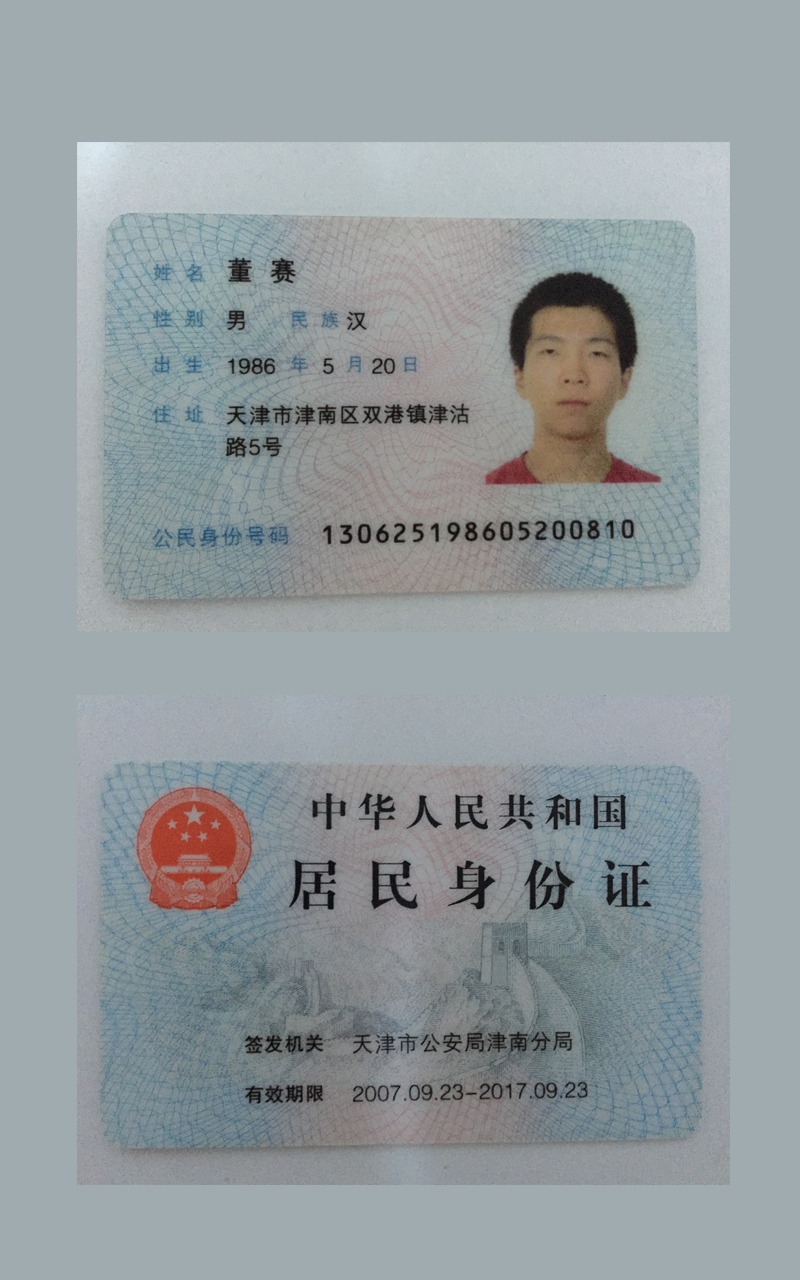 姓名 董赛
性别 男 民族 汉
出生 1986 年 5 月 20 日
住址 天津市津南区双港镇津沽
路5号
公民身份号码 130625198605200810
中华人民共和国
居民身份证
签发机关 天津市公安局津南分局
有效期限 2007.09.23-2017.09.23